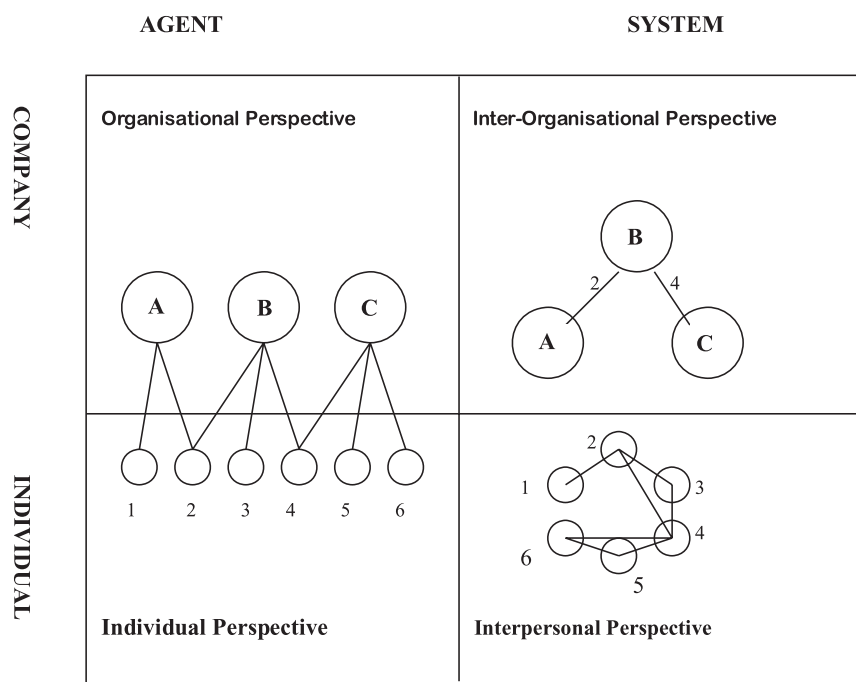 AGENT
SYSTEM
COMPANY
Organisational Perspective
Inter-Organisational Perspective
A
B
C
B
2
4
A
C
INDIVIDUAL
1
2
3
4
5
6
2
1
3
4
6
5
Individual Perspective
Interpersonal Perspective